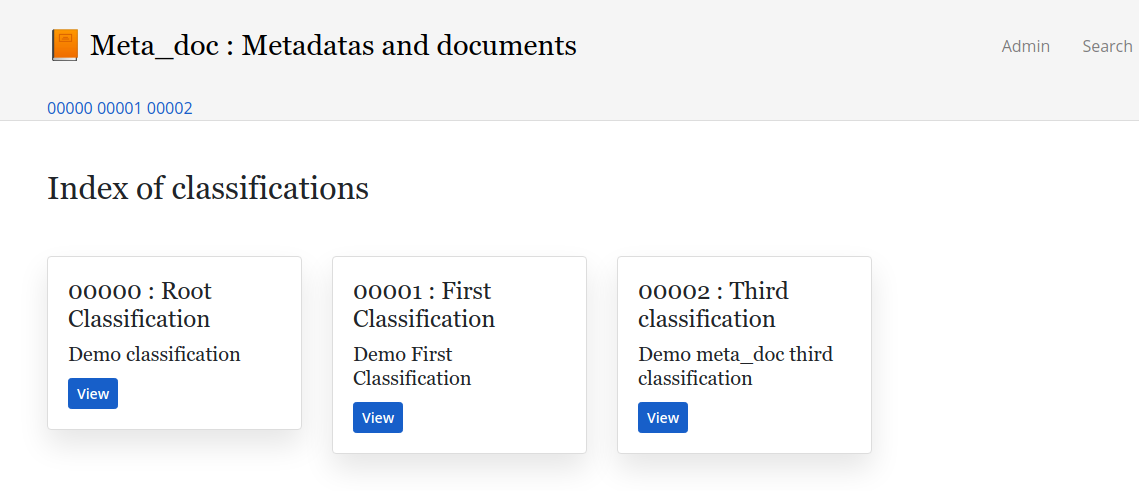 Meta_doc : Metadatas and documents
Admin
Search
00000 00001 00002
Index of classifications
00000 : Root
Classification
Demo classification
View
00001 : First
Classification
Demo First
Classification
View
00002 : Third
classification
Demo meta_doc third
classification
View